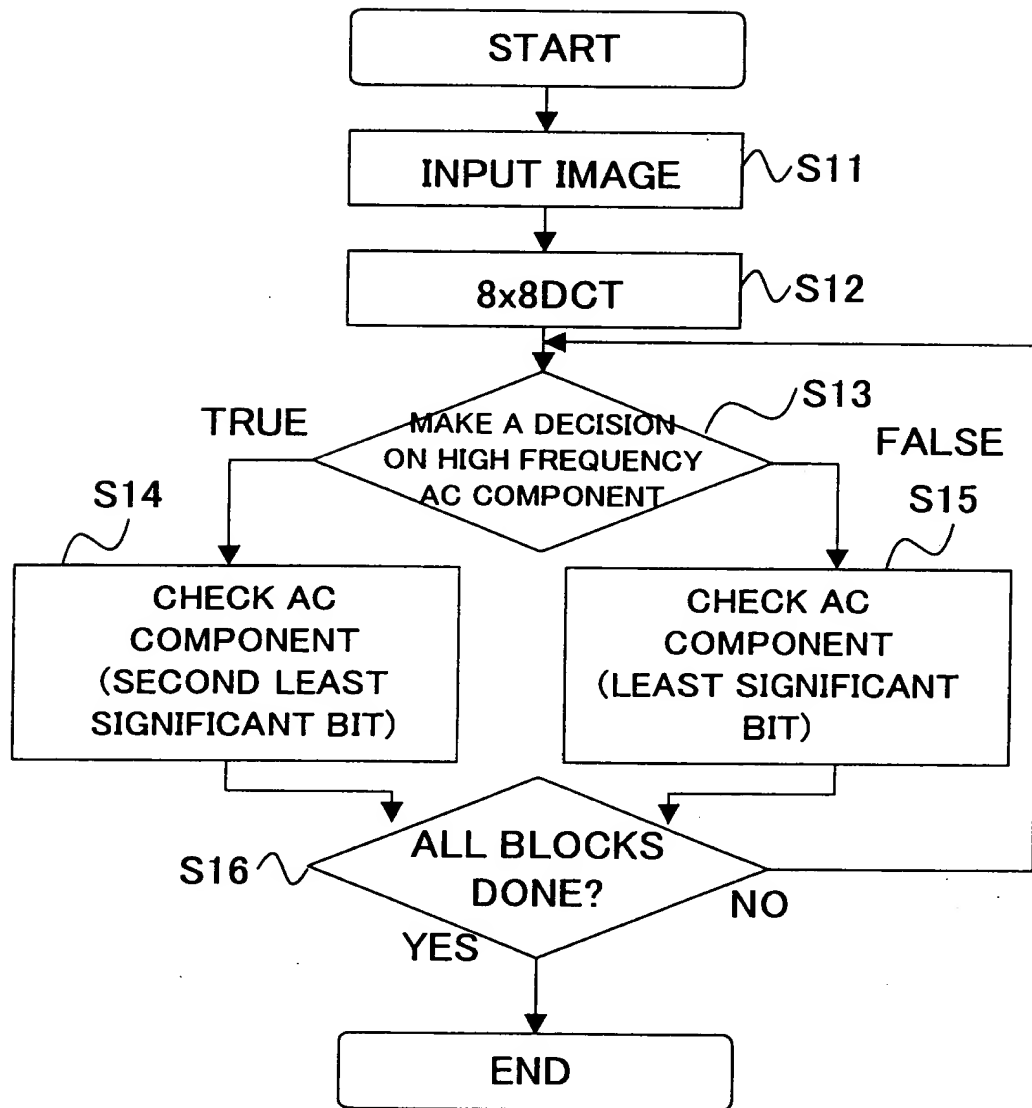 START
INPUT IMAGE
S11
8x8DCT
S12
S13
MAKE A DECISION
ON HIGH FREQUENCY
AC COMPONENT
TRUE
FALSE
S14
S15
CHECK AC
COMPONENT
(SECOND LEAST
SIGNIFICANT BIT)
CHECK AC
COMPONENT
(LEAST SIGNIFICANT
BIT)
S16
ALL BLOCKS
DONE?
NO
YES
END